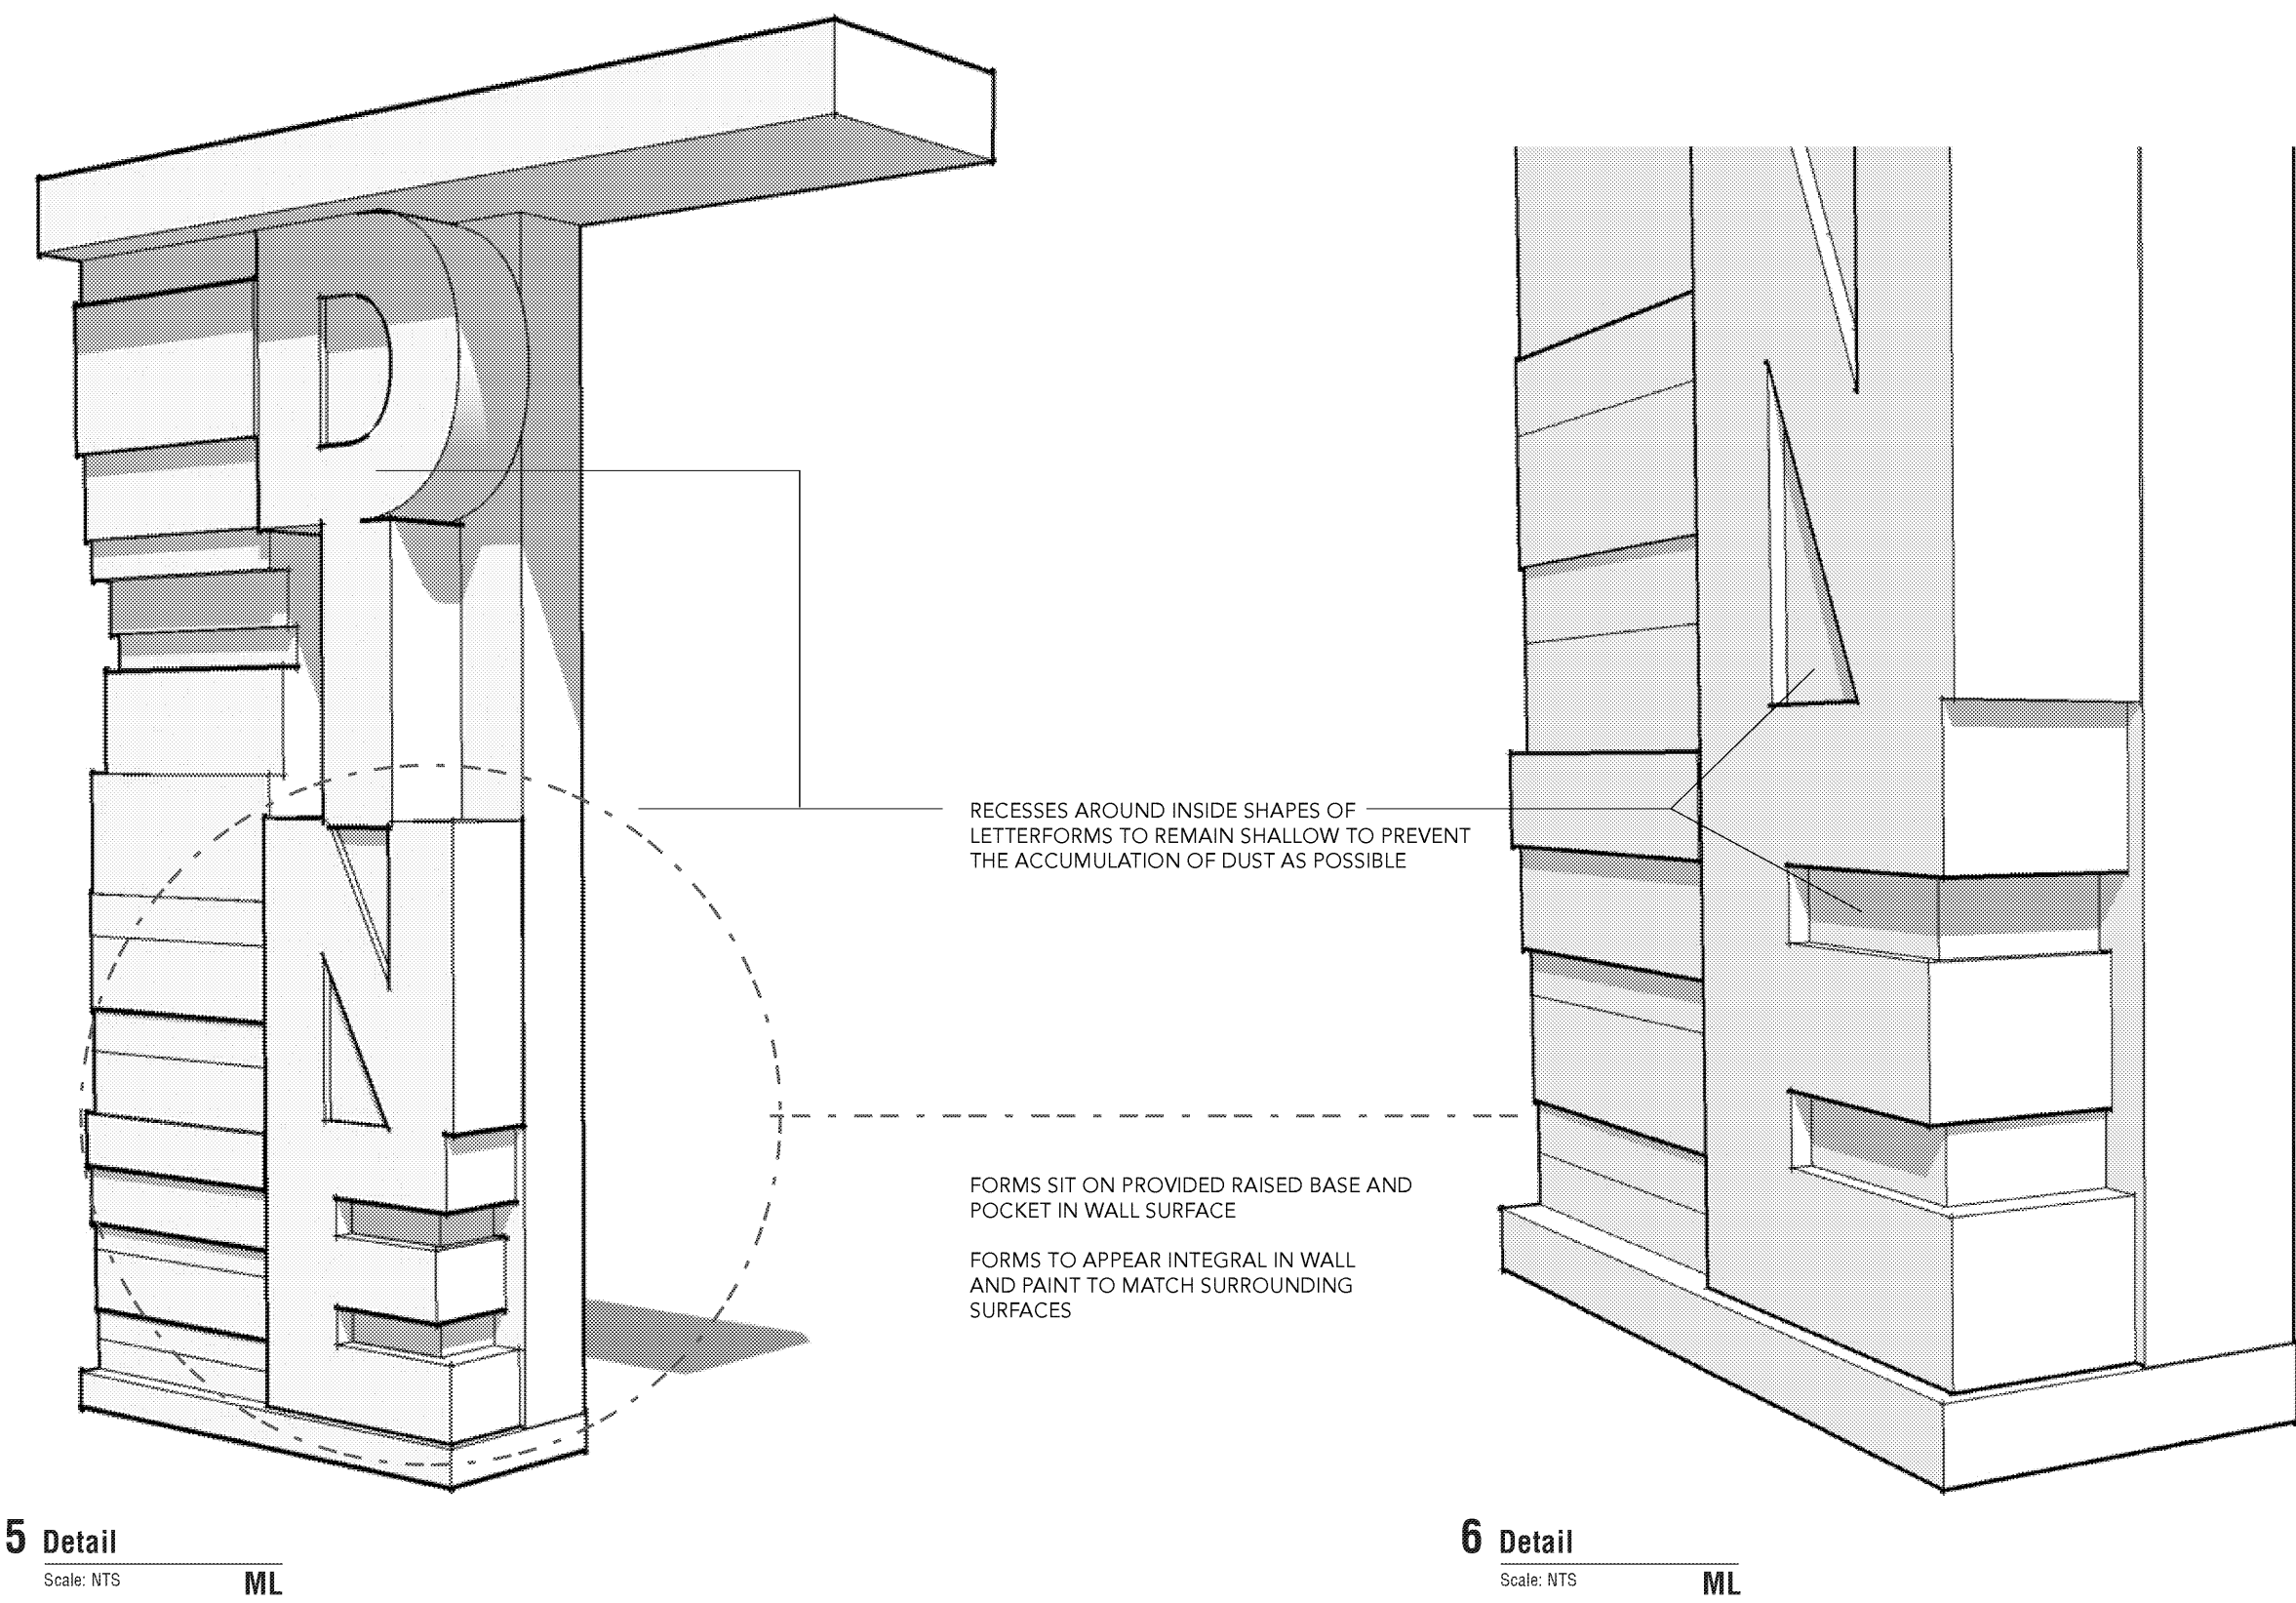 P
I
N
E
RECESSES AROUND INSIDE SHAPES OF
LETTERFORMS TO REMAIN SHALLOW TO PREVENT
THE ACCUMULATION OF DUST AS POSSIBLE
FORMS SIT ON PROVIDED RAISED BASE AND
POCKET IN WALL SURFACE
FORMS TO APPEAR INTEGRAL IN WALL
AND PAINT TO MATCH SURROUNDING
SURFACES
N
E
5 Detail
Scale: NTS ML
6 Detail
Scale: NTS ML